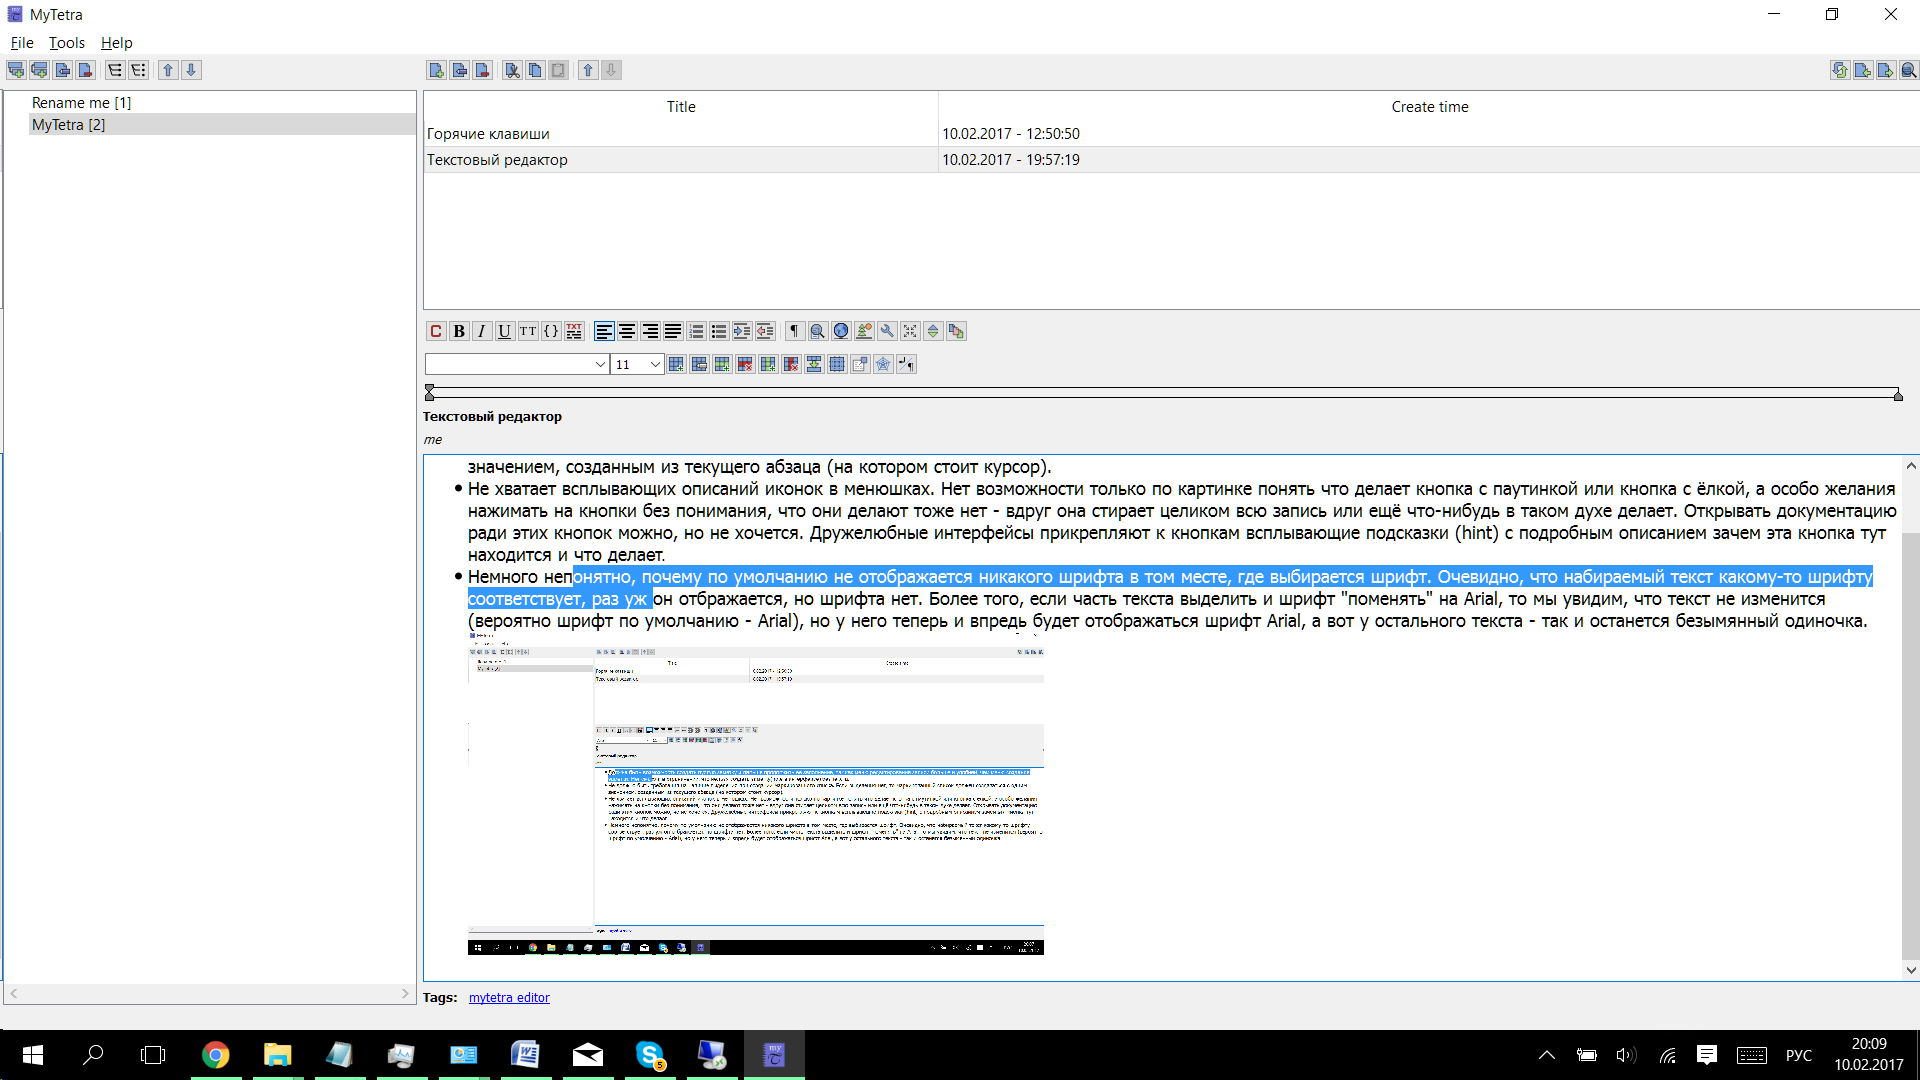 MyTetra
File Tools Help
Rename me [1]
MyTetra [2]
Title Create time
Горячие клавиши 10.02.2017 - 12:50:50
Текстовый редактор 10.02.2017 - 19:57:19
C B I U TT {} TXT ¶
11
Текстовый редактор
me
значением, созданным из текущего абзаца (на котором стоит курсор).
Не хватает всплывающих описаний иконок в менюшках. Нет возможности только по картинке понять что делает кнопка с паутинкой или кнопка с ёлкой, а особо желания
нажимать на кнопки без понимания, что они делают тоже нет - вдруг она стирает целиком всю запись или ещё что-нибудь в таком духе делает. Открывать документацию
ради этих кнопок можно, но не хочется. Дружелюбные интерфейсы прикрепляют к кнопкам всплывающие подсказки (hint) с подробным описанием зачем эта кнопка тут
находится и что делает.
Немного непонятно, почему по умолчанию не отображается никакого шрифта в том месте, где выбирается шрифт. Очевидно, что набираемый текст какому-то шрифту
соответствует, раз уж он отбражается, но шрифта нет. Более того, если часть текста выделить и шрифт "поменять" на Arial, то мы увидим, что текст не изменится
(вероятно шрифт по умолчанию - Arial), но у него теперь и впредь будет отображаться шрифт Arial, а вот у остального текста - так и останется безымянный одиночка.
Tags: mytetra editor
5
РУС
20:09
10.02.2017